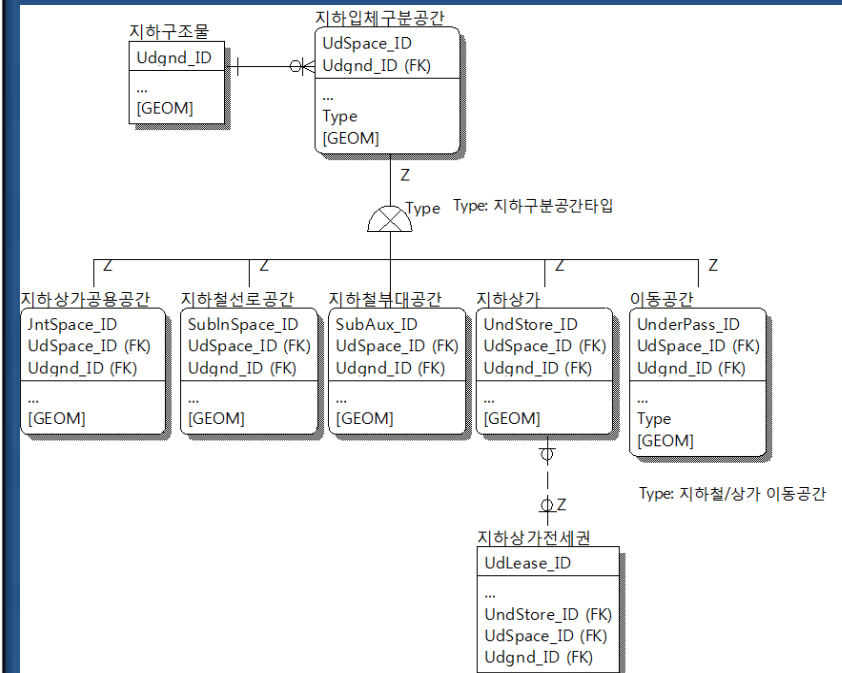 지하구조물
Udgnd_ID
...
[GEOM]
지하입체구분공간
UdSpace_ID
Udgnd_ID (FK)
...
Type
[GEOM]
Z
Type
Type: 지하구분공간타입
Z
Z
Z
Z
지하상가공용공간
JntSpace_ID
UdSpace_ID (FK)
Udgnd_ID (FK)
...
[GEOM]
지하철선로공간
SublnSpace_ID
UdSpace_ID (FK)
Udgnd_ID (FK)
...
[GEOM]
지하철부대공간
SubAux_ID
UdSpace_ID (FK)
Udgnd_ID (FK)
...
[GEOM]
지하상가
UndStore_ID
UdSpace_ID (FK)
Udgnd_ID (FK)
...
[GEOM]
이동공간
UnderPass_ID
UdSpace_ID (FK)
Udgnd_ID (FK)
...
Type
[GEOM]
Type: 지하철/상가 이동공간
Z
지하상가전세권
UdLease_ID
...
UndStore_ID (FK)
UdSpace_ID (FK)
Udgnd_ID (FK)